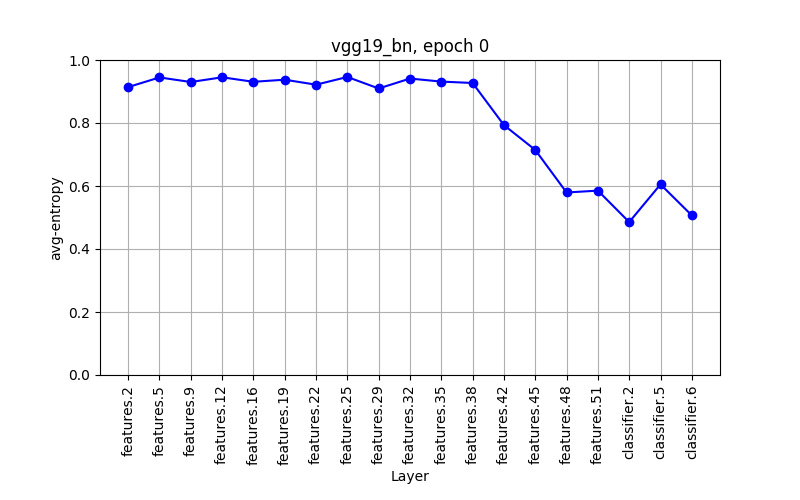 vgg19_bn, epoch 0
1.0
0.8
0.6
0.4
0.2
0.0
avg-entropy
features.2
features.5
features.9
features.12
features.16
features.19
features.22
features.25
features.29
features.32
features.35
features.38
features.42
features.45
features.48
features.51
classifier.2
classifier.5
classifier.6
Layer